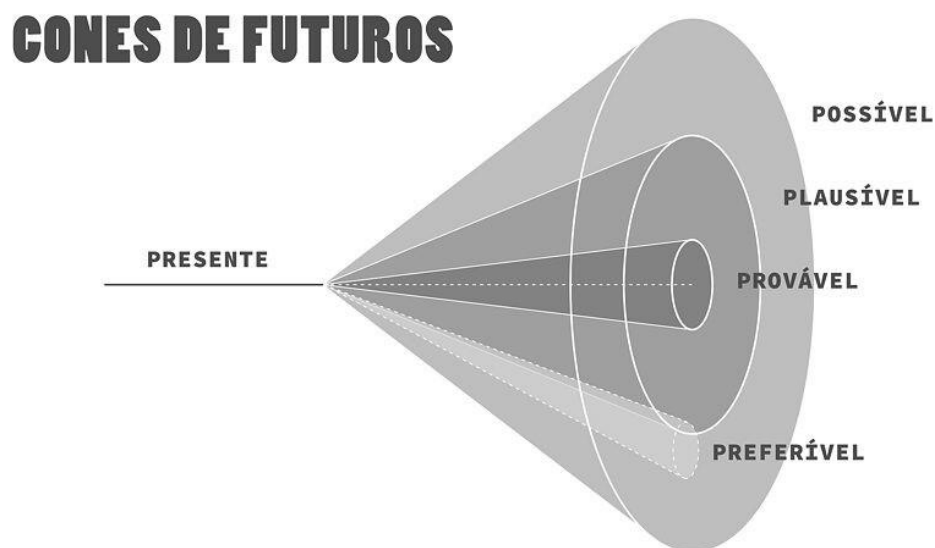 CONES DE FUTUROS
POSSÍVEL
PLAUSÍVEL
PRESENTE
PROVÁVEL
PREFERÍVEL